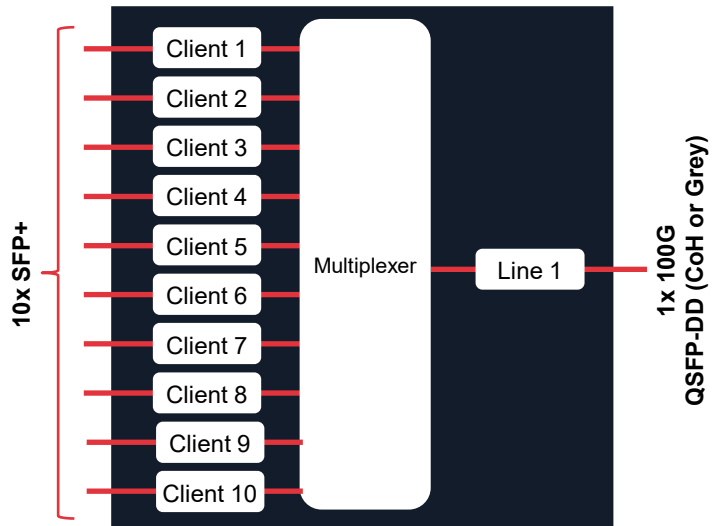 10x SFP+
Client 1
Client 2
Client 3
Client 4
Client 5
Client 6
Client 7
Client 8
Client 9
Client 10
Multiplexer
Line 1
1x 100G
QSFP-DD (CoH or Grey)